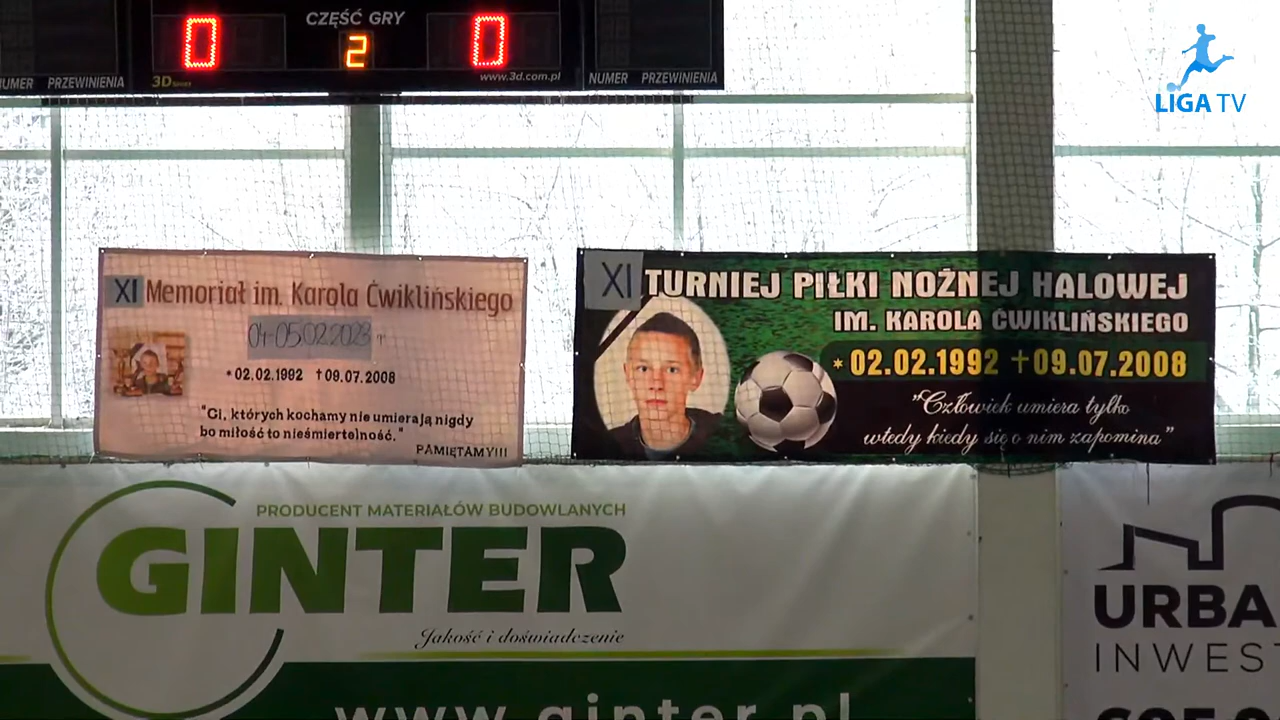 0
CZĘŚĆ GRY
2
0
NUMER PRZEWINIENIA
3D
www.3d.com.pl
NUMER PRZEWINIENIA
LIGA TV
XI Memoriał im. Karola Ćwiklińskiego
04-05.02.2023 r
*02.02.1992 †09.07.2008
"Ci, których kochamy nie umierają nigdy
bo miłość to nieśmiertelność."
PAMIĘTAMY!!!
XI TURNIEJ PIŁKI NOŻNEJ HALOWEJ
IM. KAROLA ĆWIKLIŃSKIEGO
*02.02.1992 †09.07.2008
"Człowiek umiera tylko
wtedy kiedy się o nim zapomina"
PRODUCENT MATERIAŁÓW BUDOWLANYCH
GINTER
Jakość i doświadczenie
www.ginter.pl
URBA
INWEST